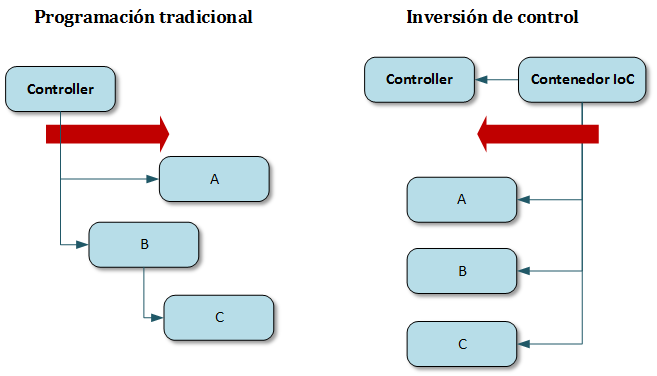 Programación tradicional
Inversión de control
Controller
A
B
C
Controller
Contenedor IoC
A
B
C